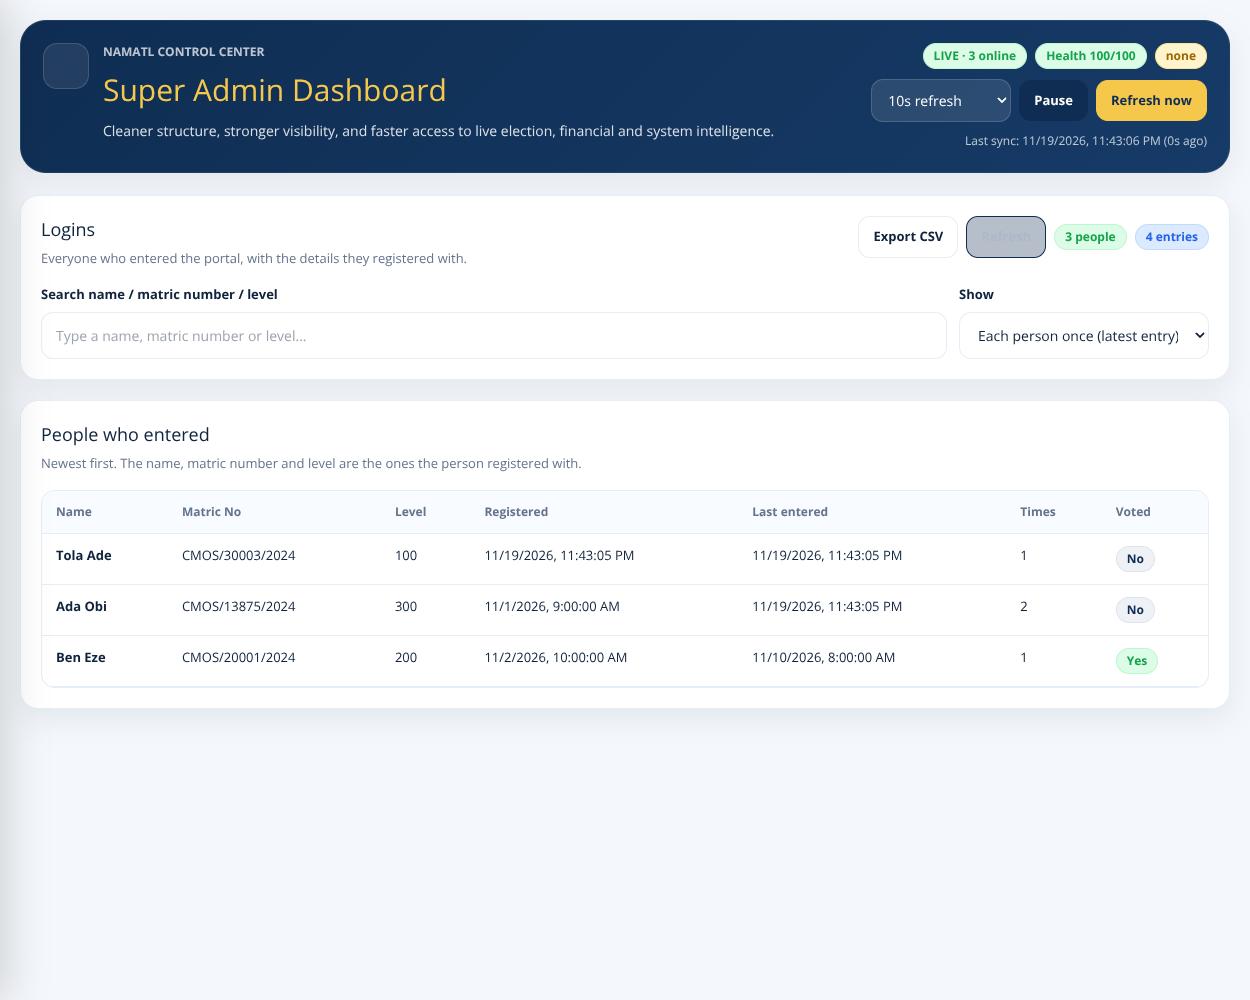 NAMATL CONTROL CENTER
Super Admin Dashboard
Cleaner structure, stronger visibility, and faster access to live election, financial and system intelligence.
LIVE · 3 online Health 100/100 none
10s refresh Pause Refresh now
Last sync: 11/19/2026, 11:43:06 PM (0s ago)
Logins
Everyone who entered the portal, with the details they registered with.
Export CSV Refresh 3 people 4 entries
Search name / matric number / level Show
Type a name, matric number or level... Each person once (latest entry)
People who entered
Newest first. The name, matric number and level are the ones the person registered with.
Name Matric No Level Registered Last entered Times Voted
Tola Ade CMOS/30003/2024 100 11/19/2026, 11:43:05 PM 11/19/2026, 11:43:05 PM 1 No
Ada Obi CMOS/13875/2024 300 11/1/2026, 9:00:00 AM 11/19/2026, 11:43:05 PM 2 No
Ben Eze CMOS/20001/2024 200 11/2/2026, 10:00:00 AM 11/10/2026, 8:00:00 AM 1 Yes